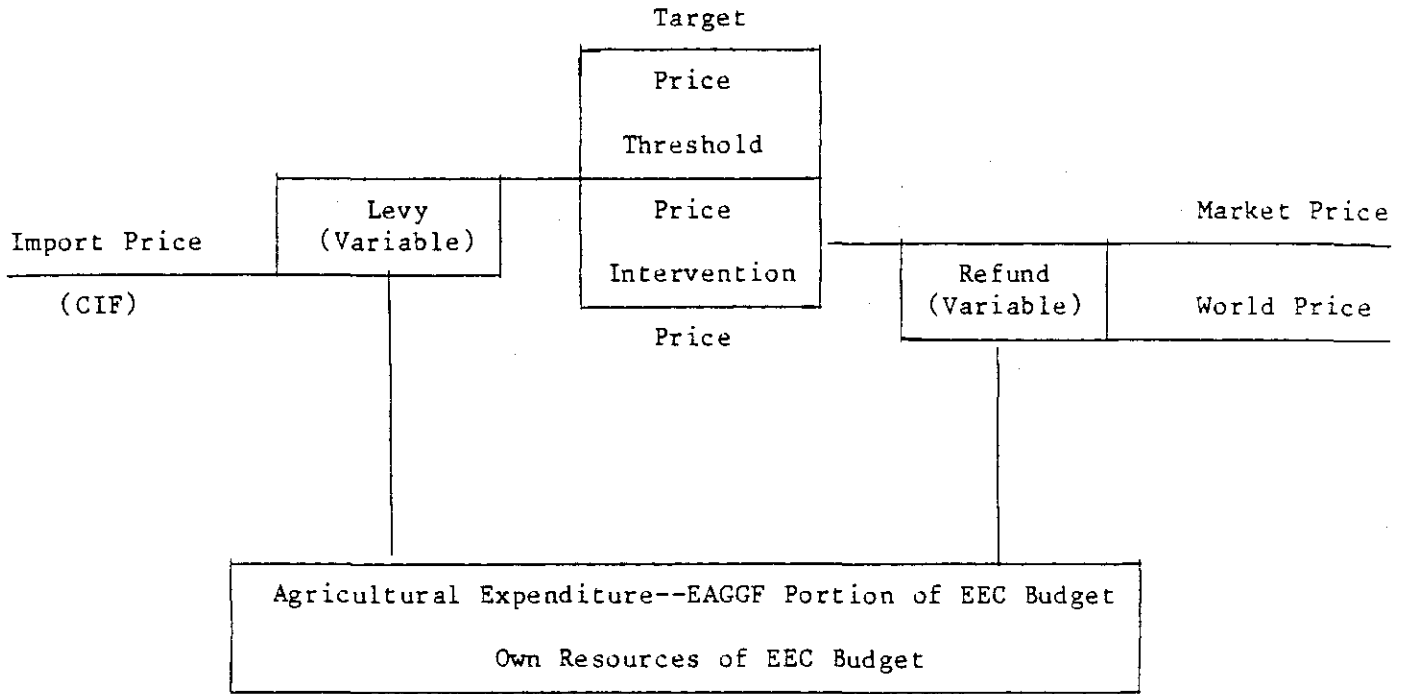 Target
Price
Threshold
Levy
(Variable)
Price
Market Price
Import Price
Intervention
Refund
(Variable)
(CIF)
World Price
Price
Agricultural Expenditure--EAGGF Portion of EEC Budget
Own Resources of EEC Budget